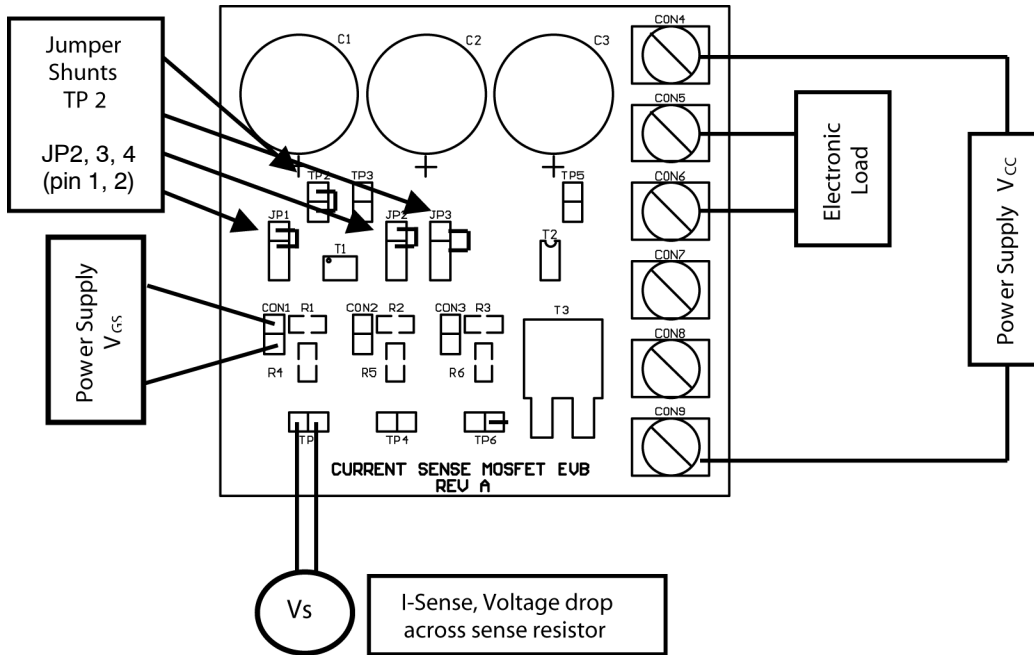 Jumper
Shunts
TP 2
JP2, 3, 4
(pin 1, 2)
Power Supply
VGS
C1
C2
C3
TP2
TP3
TP5
JP1
JP2
JP3
T1
T2
CON1
R1
CON2
R2
CON3
R3
T3
R4
R5
R6
TP
TP4
TP6
CURRENT SENSE MOSFET EVB
REV A
CON4
CON5
CON6
CON7
CON8
CON9
Electronic
Load
Power Supply VCC
Vs
I-Sense, Voltage drop
across sense resistor